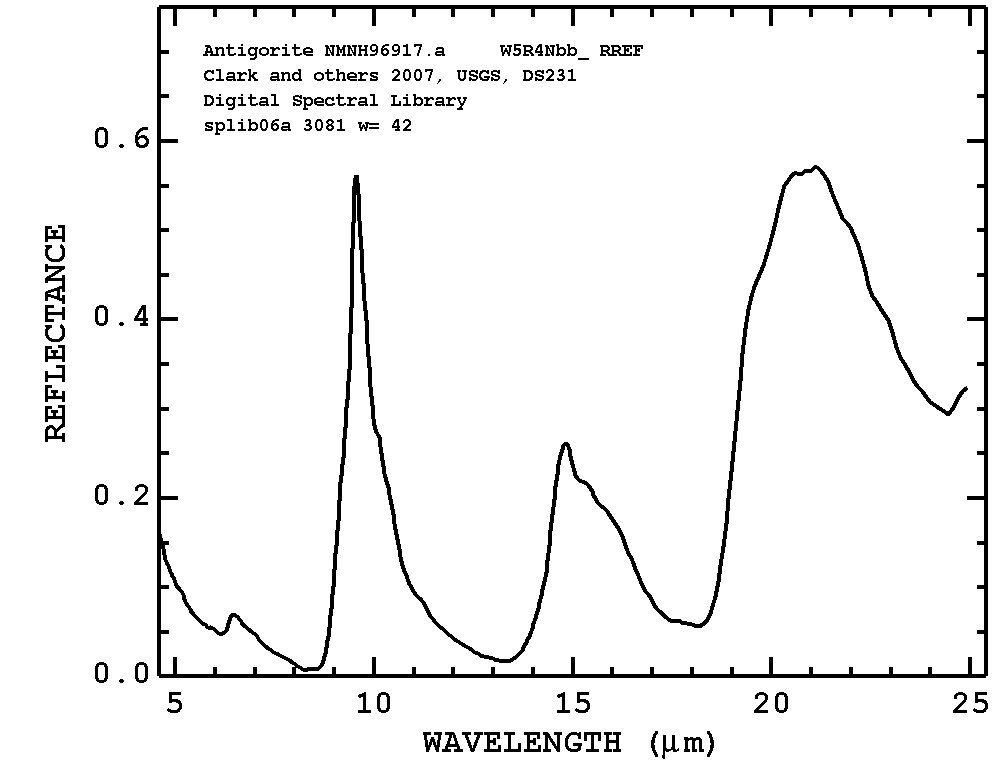 Antigorite NMNH96917.a W5R4Nbb_ RREF
Clark and others 2007, USGS, DS231
Digital Spectral Library
splib06a 3081 w= 42
REFLECTANCE
0.6
0.4
0.2
0.0
5 10 15 20 25
WAVELENGTH (μm)